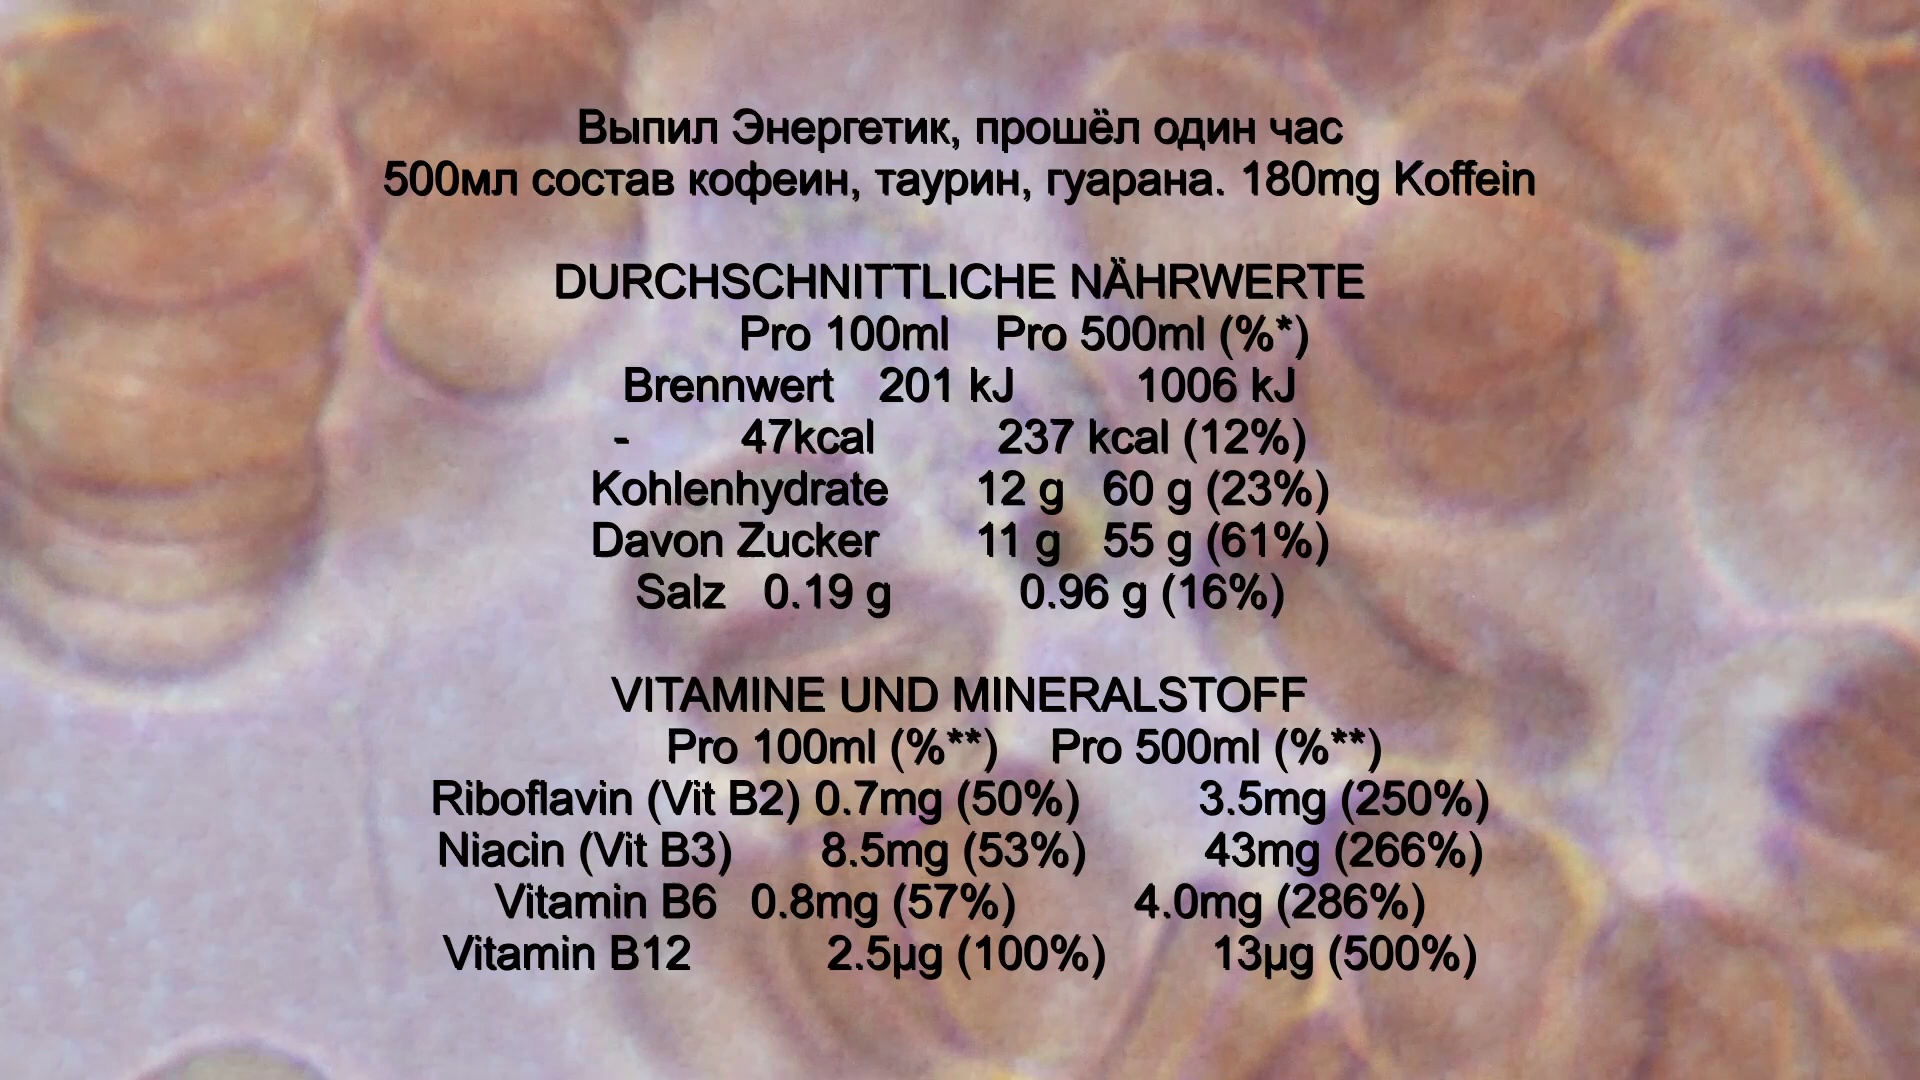 Выпил Энергетик, прошёл один час
500мл состав кофеин, таурин, гуарана. 180mg Koffein
DURCHSCHNITTLICHE NÄHRWERTE
Pro 100ml Pro 500ml (%*)
Brennwert 201 kJ 1006 kJ
- 47kcal 237 kcal (12%)
Kohlenhydrate 12 g 60 g (23%)
Davon Zucker 11 g 55 g (61%)
Salz 0.19 g 0.96 g (16%)
VITAMINE UND MINERALSTOFF
Pro 100ml (%**) Pro 500ml (%**)
Riboflavin (Vit B2) 0.7mg (50%) 3.5mg (250%)
Niacin (Vit B3) 8.5mg (53%) 43mg (266%)
Vitamin B6 0.8mg (57%) 4.0mg (286%)
Vitamin B12 2.5µg (100%) 13µg (500%)